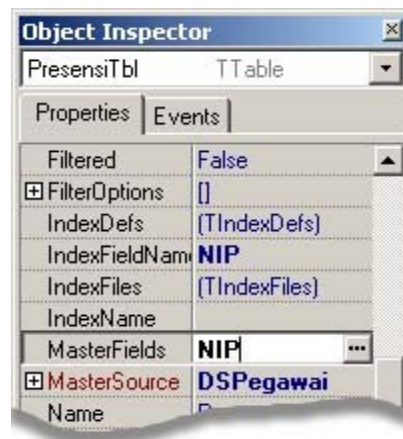 Object Inspector
PresensiTbl TTable
Properties Events
Filtered False
FilterOptions []
IndexDefs (TIndexDefs)
IndexFieldNam NIP
IndexFiles (TIndexFiles)
IndexName
MasterFields NIP ...
MasterSource DSPegawai
Name